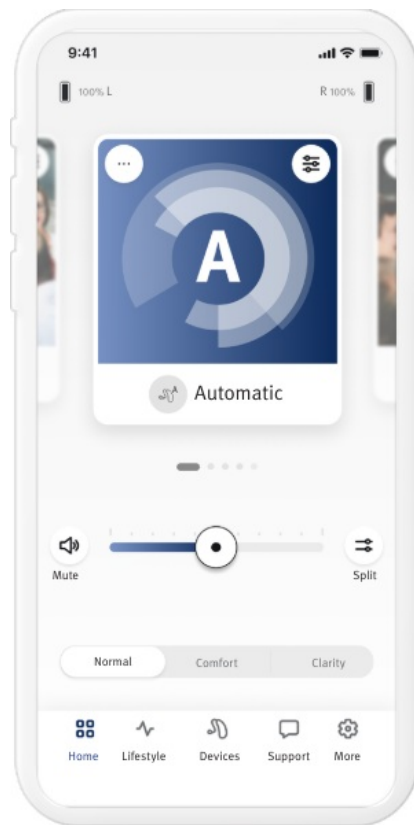 9:41
100% L R 100%
A
A Automatic
Mute Split
Normal Comfort Clarity
Home Lifestyle Devices Support More